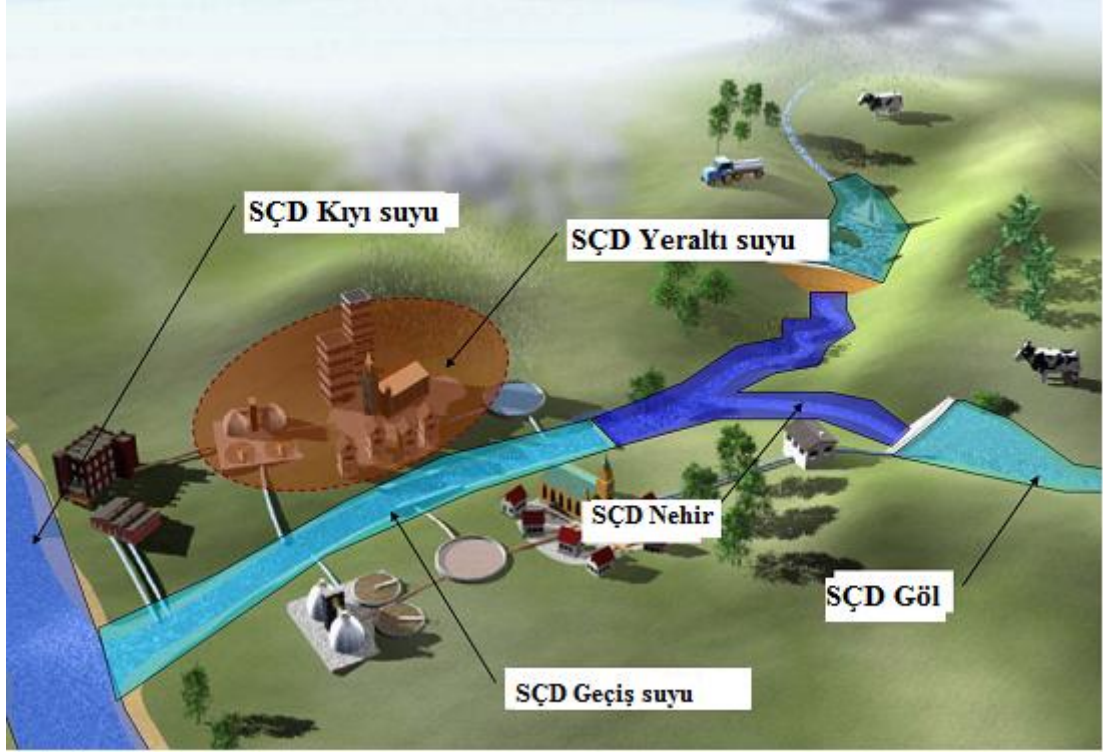 SÇD Kıyı suyu
SÇD Yeraltı suyu
SÇD Nehir
SÇD Göl
SÇD Geçiş suyu